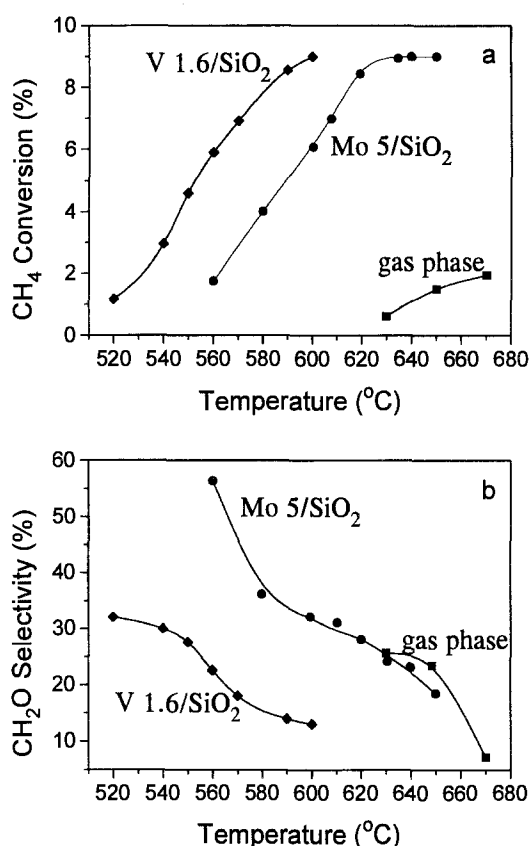 10
8
6
4
2
0
CH₄ Conversion (%)
a
V 1.6/SiO₂
Mo 5/SiO₂
gas phase
520 540 560 580 600 620 640 660 680
Temperature (°C)
60
50
40
30
20
10
CH₂O Selectivity (%)
b
Mo 5/SiO₂
gas phase
V 1.6/SiO₂
520 540 560 580 600 620 640 660 680
Temperature (°C)